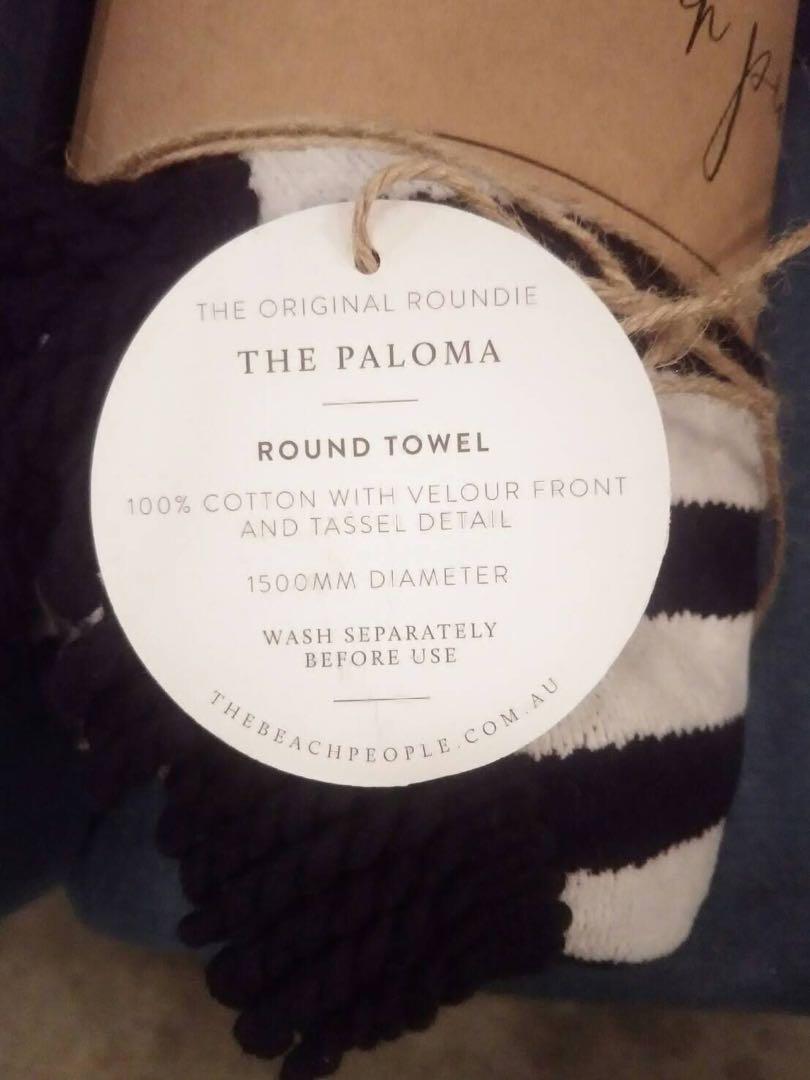 THE ORIGINAL ROUNDIE
THE PALOMA
ROUND TOWEL
100% COTTON WITH VELOUR FRONT
AND TASSEL DETAIL
1500MM DIAMETER
WASH SEPARATELY
BEFORE USE
THEBEACHPEOPLE.COM.AU